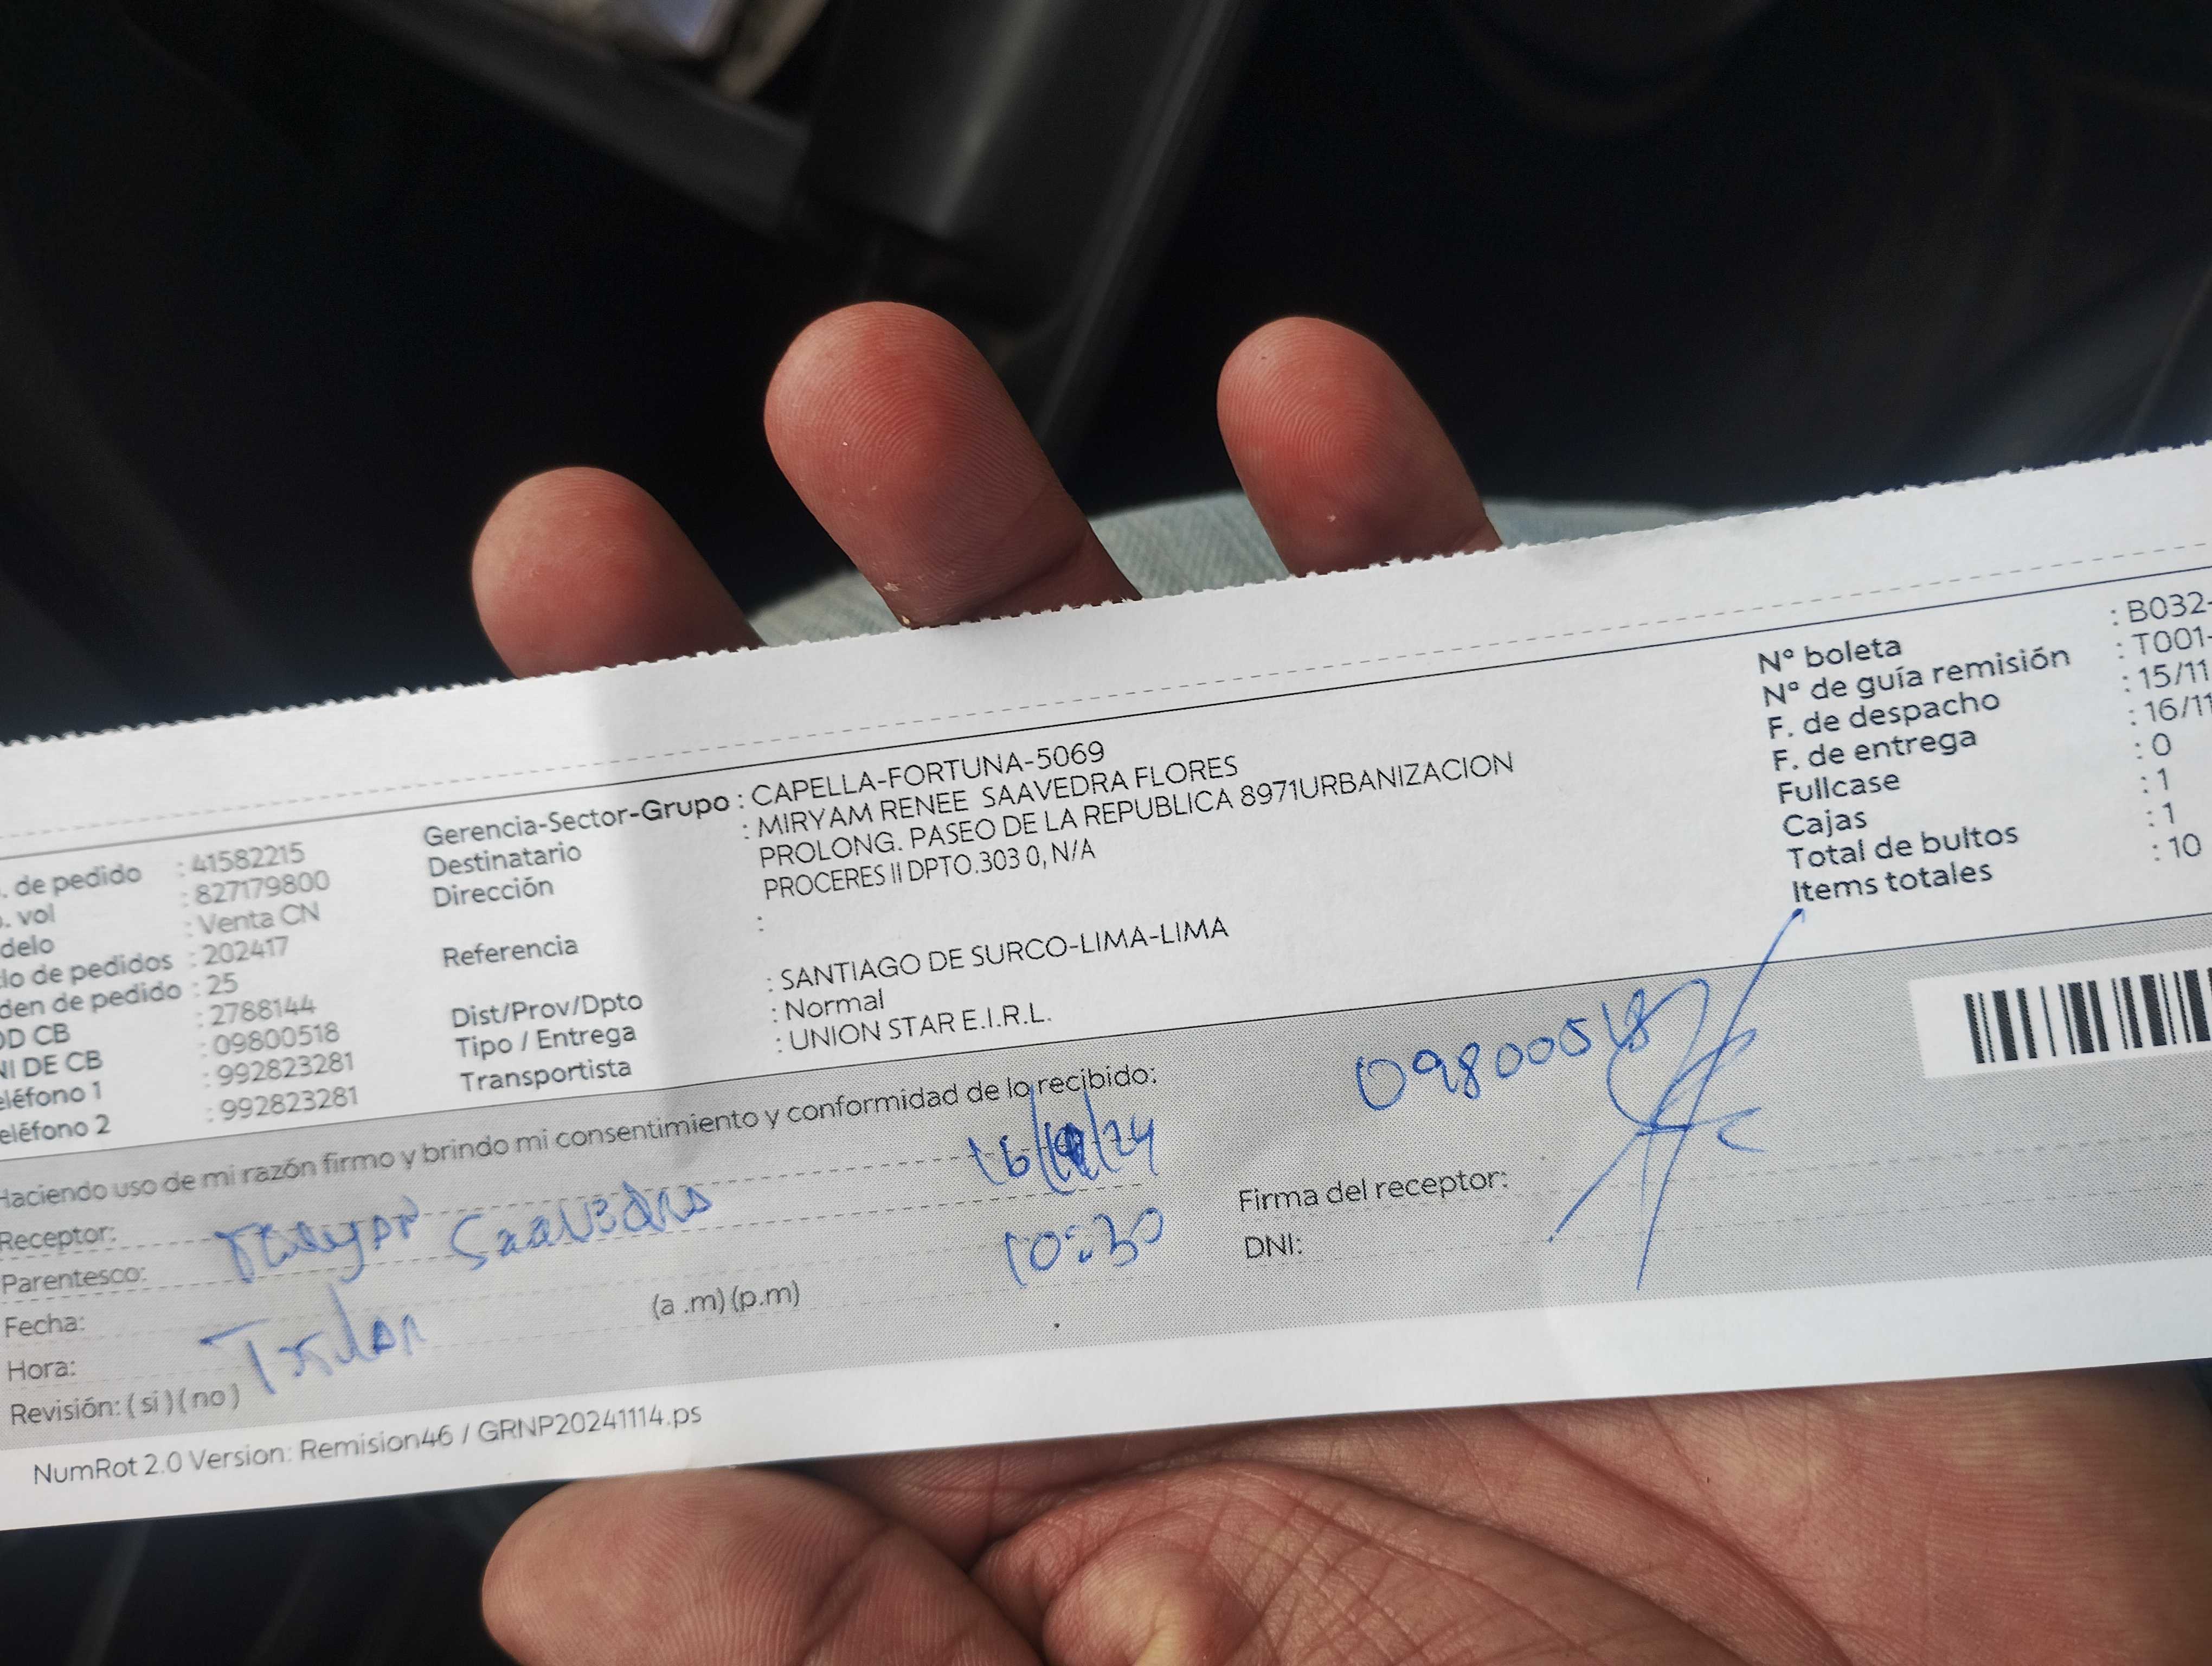 . de pedido : 41582215
. vol : 827179800
delo : Venta CN
lo de pedidos : 202417
den de pedido : 25
OD CB : 2788144
NI DE CB : 09800518
eléfono 1 : 992823281
eléfono 2 : 992823281
Gerencia-Sector-Grupo : CAPELLA-FORTUNA-5069
Destinatario : MIRYAM RENEE SAAVEDRA FLORES
Dirección PROLONG. PASEO DE LA REPUBLICA 8971URBANIZACION
PROCERES II DPTO.303 0, N/A
Referencia :
Dist/Prov/Dpto : SANTIAGO DE SURCO-LIMA-LIMA
Tipo / Entrega : Normal
Transportista : UNION STAR E.I.R.L.
N° boleta : B032-
N° de guía remisión : T001-
F. de despacho : 15/11
F. de entrega : 16/11
Fullcase : 0
Cajas : 1
Total de bultos : 1
Items totales : 10
Haciendo uso de mi razón firmo y brindo mi consentimiento y conformidad de lo recibido:
Receptor: Saavedra
Parentesco:
Fecha:
Hora: (a .m) (p.m) 10:30
Revisión: ( si ) ( no )
Firma del receptor:
DNI: 09800518
NumRot 2.0 Version: Remision46 / GRNP20241114.ps